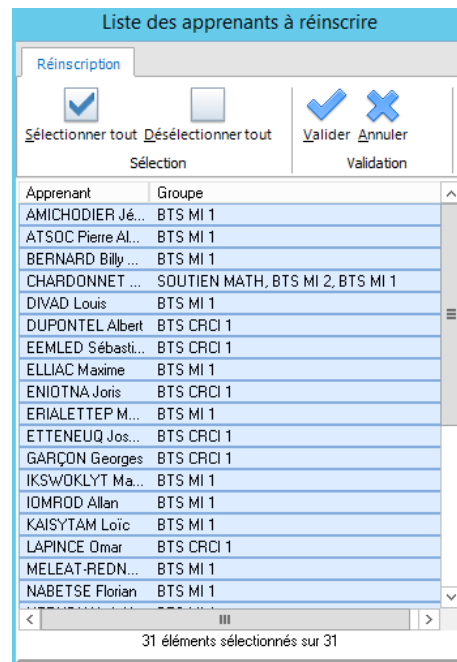 Liste des apprenants à réinscrire
Réinscription
Sélectionner tout Désélectionner tout Valider Annuler
Sélection Validation
Apprenant Groupe
AMICHODIER Jé... BTS MI 1
ATSOC Pierre Al... BTS MI 1
BERNARD Billy ... BTS MI 1
CHARDONNET ... SOUTIEN MATH, BTS MI 2, BTS MI 1
DIVAD Louis BTS MI 1
DUPONTEL Albert BTS CRCI 1
EEMLED Sébasti... BTS CRCI 1
ELLIAC Maxime BTS MI 1
ENIOTNA Joris BTS CRCI 1
ERIALETTEP M... BTS MI 1
ETTENEUQ Jos... BTS CRCI 1
GARÇON Georges BTS CRCI 1
IKSWOKLYT Ma... BTS MI 1
IOMROD Allan BTS MI 1
KAISYTAM Loïc BTS MI 1
LAPINCE Omar BTS CRCI 1
MELEAT-REDN... BTS MI 1
NABETSE Florian BTS MI 1
31 éléments sélectionnés sur 31